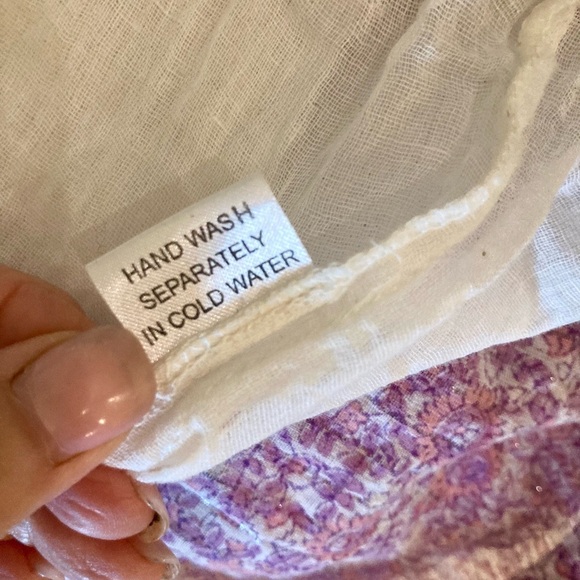 HAND WASH
SEPARATELY
IN COLD WATER